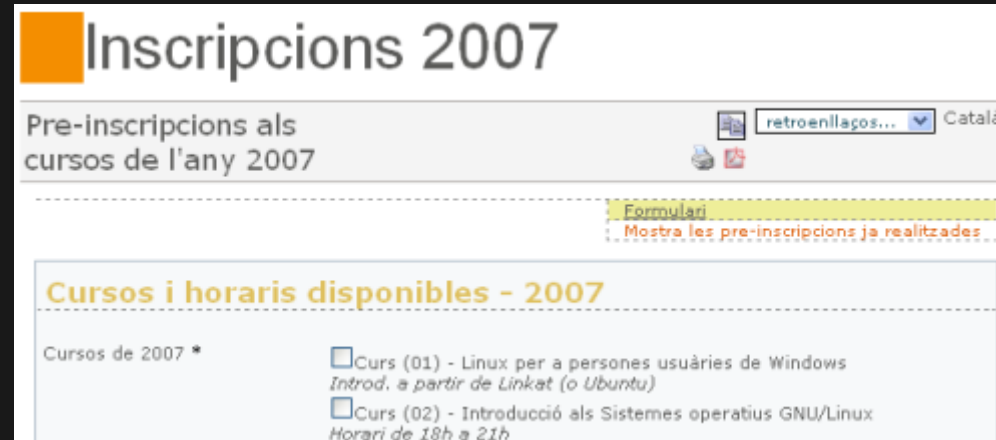 Inscripcions 2007
Pre-inscripcions als
cursos de l'any 2007
retroenllaços...
Català
Formulari
Mostra les pre-inscripcions ja realitzades
Cursos i horaris disponibles - 2007
Cursos de 2007 *
Curs (01) - Linux per a persones usuàries de Windows
Introd. a partir de Linkat (o Ubuntu)
Curs (02) - Introducció als Sistemes operatius GNU/Linux
Horari de 18h a 21h